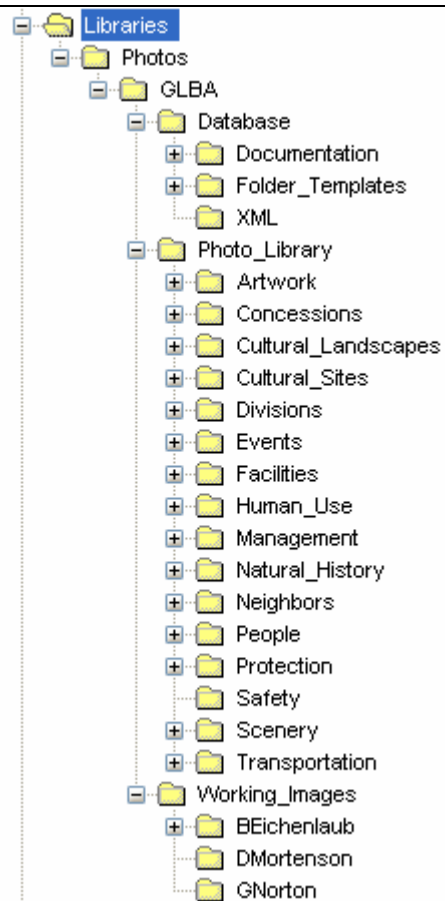 Libraries
Photos
GLBA
Database
Documentation
Folder_Templates
XML
Photo_Library
Artwork
Concessions
Cultural_Landscapes
Cultural_Sites
Divisions
Events
Facilities
Human_Use
Management
Natural_History
Neighbors
People
Protection
Safety
Scenery
Transportation
Working_Images
BEichenlaub
DMortenson
GNorton